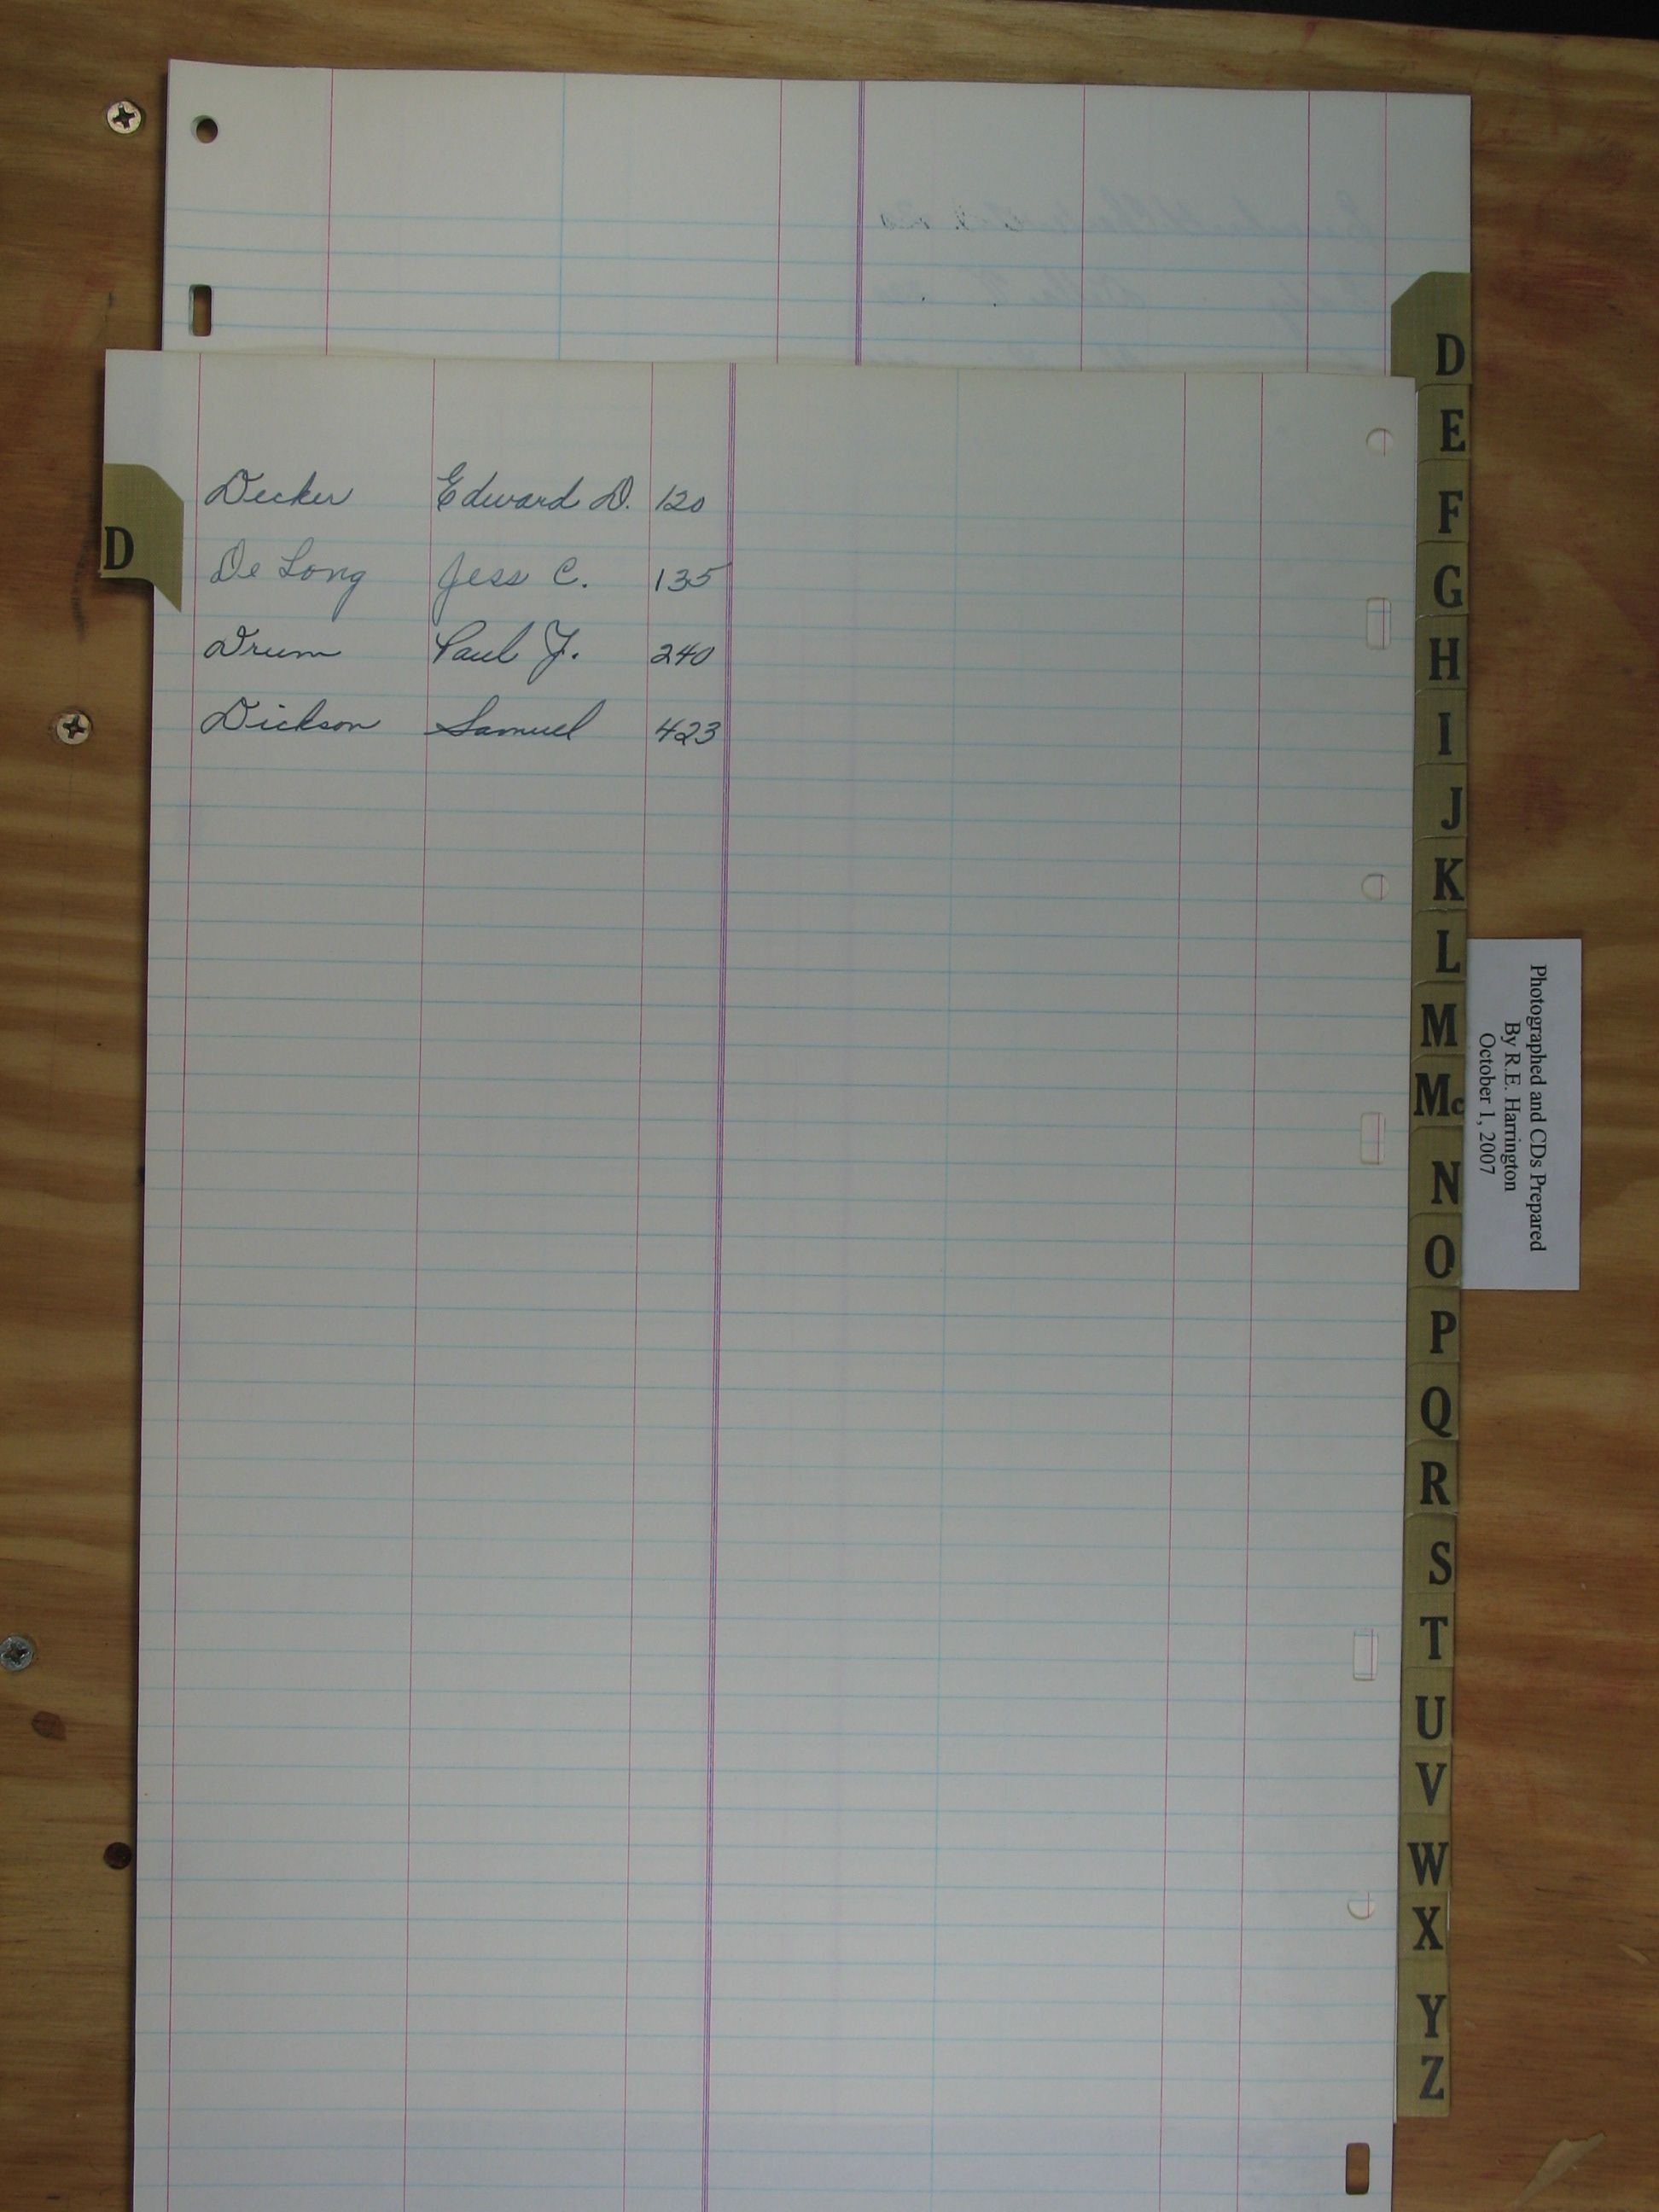 D
Decker Edward D. 120
De Long Jess C. 135
Drum Paul J. 240
Dickson Samuel 423
D
E
F
G
H
I
J
K
L
M
Mc
N
O
P
Q
R
S
T
U
V
W
X
Y
Z
Photographed and CDs Prepared
By R.E. Harrington
October 1, 2007